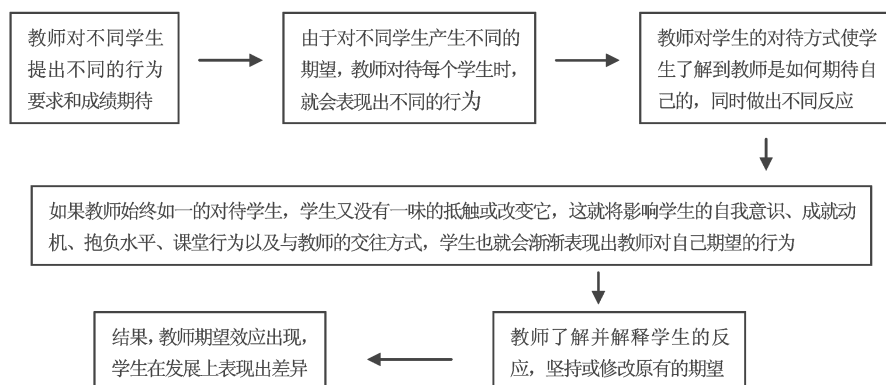 教师对不同学生
提出不同的行为
要求和成绩期待
由于对不同学生产生不同的
期望，教师对待每个学生时，
就会表现出不同的行为
教师对学生的对待方式使学
生了解到教师是如何期待自
己的，同时做出不同反应
如果教师始终如一的对待学生，学生又没有一味的抵触或改变它，这就将影响学生的自我意识、成就动
机、抱负水平、课堂行为以及与教师的交往方式，学生也就会渐渐表现出教师对自己期望的行为
教师了解并解释学生的反
应，坚持或修改原有的期望
结果，教师期望效应出现，
学生在发展上表现出差异